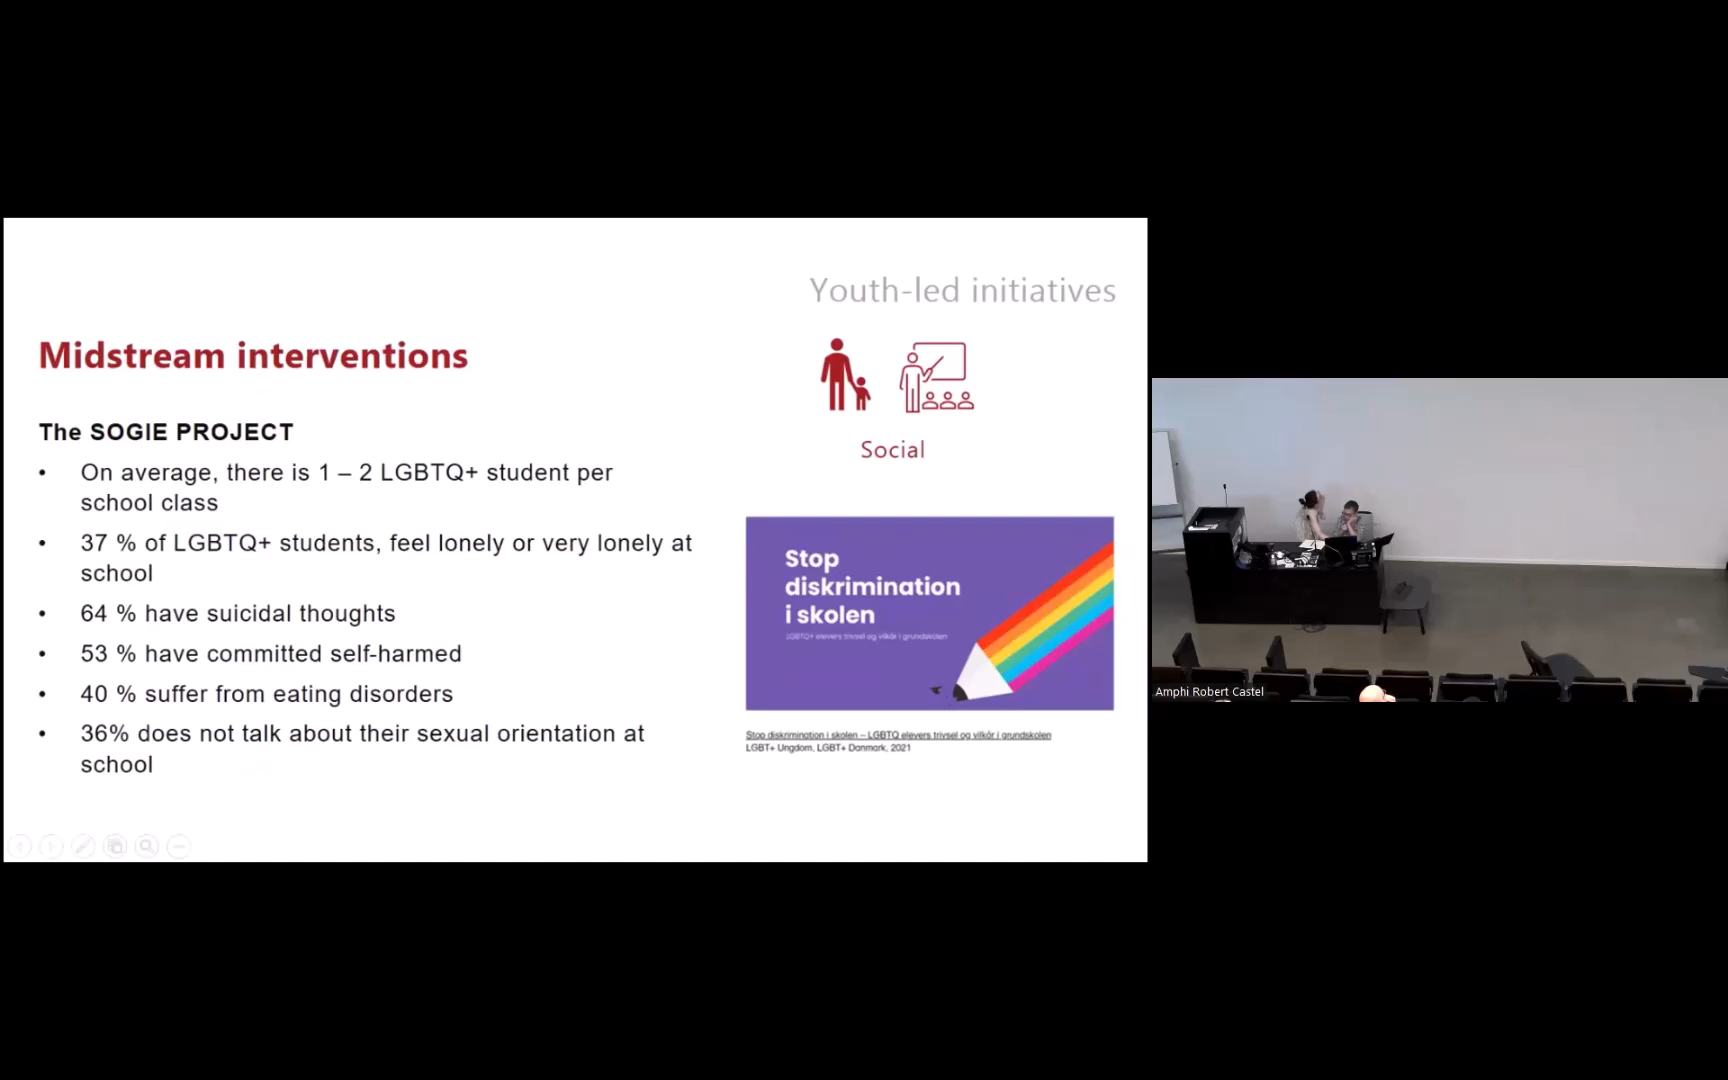 Youth-led initiatives
Midstream interventions
Social
The SOGIE PROJECT
• On average, there is 1 – 2 LGBTQ+ student per
school class
• 37 % of LGBTQ+ students, feel lonely or very lonely at
school
• 64 % have suicidal thoughts
• 53 % have committed self-harmed
• 40 % suffer from eating disorders
• 36% does not talk about their sexual orientation at
school
Stop
diskrimination
i skolen
LGBTQ+ elevers trivsel og vilkår i grundskolen
Stop diskrimination i skolen – LGBTQ elevers trivsel og vilkår i grundskolen
LGBT+ Ungdom, LGBT+ Danmark, 2021
Amphi Robert Castel